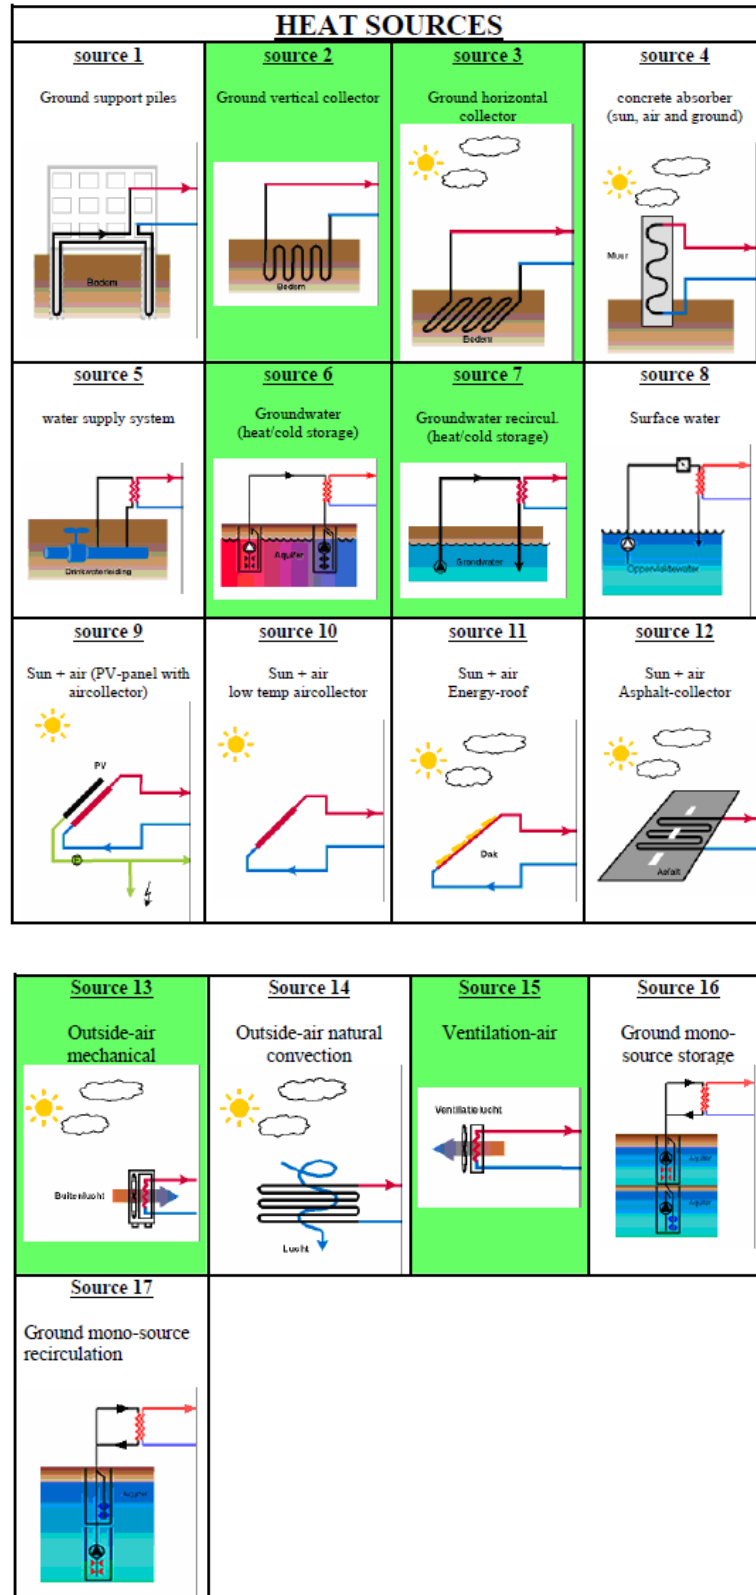 HEAT SOURCES
source 1
Ground support piles
Bodem
source 2
Ground vertical collector
Bodem
source 3
Ground horizontal
collector
Bodem
source 4
concrete absorber
(sun, air and ground)
Muur
source 5
water supply system
Drinkwaterleiding
source 6
Groundwater
(heat/cold storage)
Aquifer
source 7
Groundwater recircul.
(heat/cold storage)
Grondwater
source 8
Surface water
Oppervlaktewater
source 9
Sun + air (PV-panel with
aircollector)
PV
source 10
Sun + air
low temp aircollector
source 11
Sun + air
Energy-roof
Dak
source 12
Sun + air
Asphalt-collector
Asfalt
Source 13
Outside-air
mechanical
Buitenlucht
Source 14
Outside-air natural
convection
Lucht
Source 15
Ventilation-air
Ventilatielucht
Source 16
Ground mono-
source storage
Aquifer
Aquifer
Source 17
Ground mono-source
recirculation
Aquifer